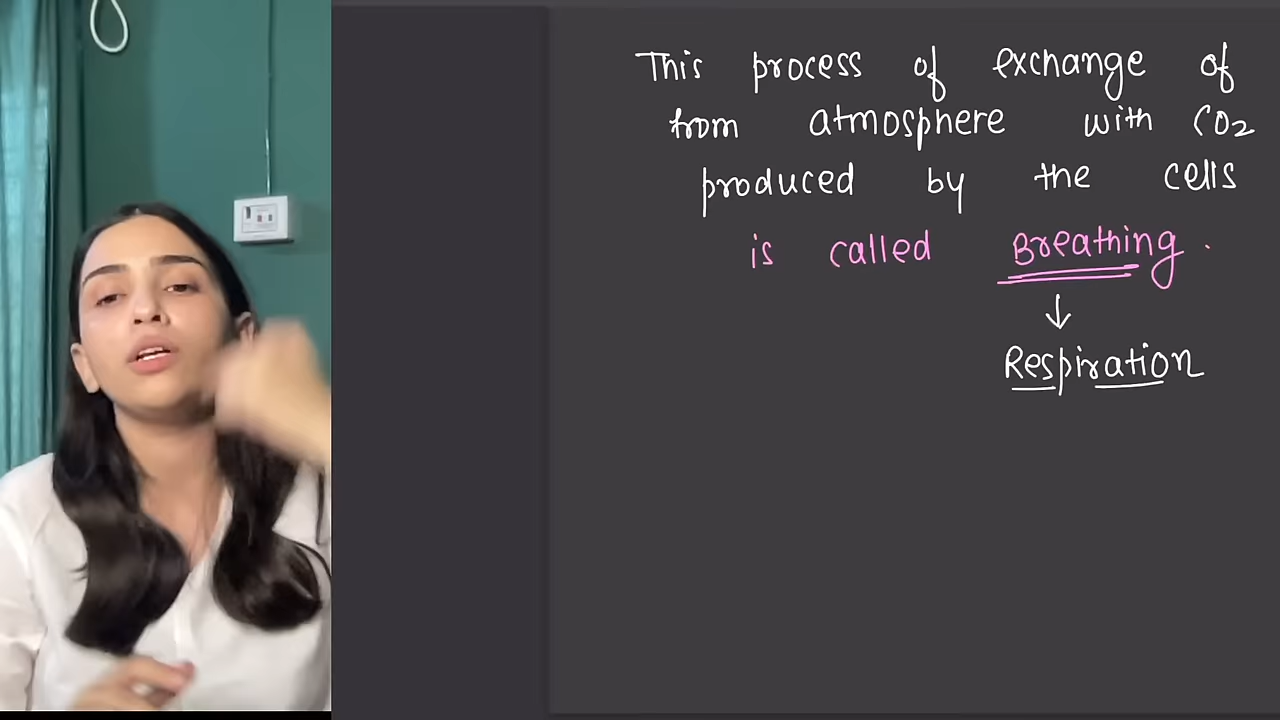 This process of exchange of
from atmosphere with CO2
produced by the cells
is called Breathing.
↓
Respiration